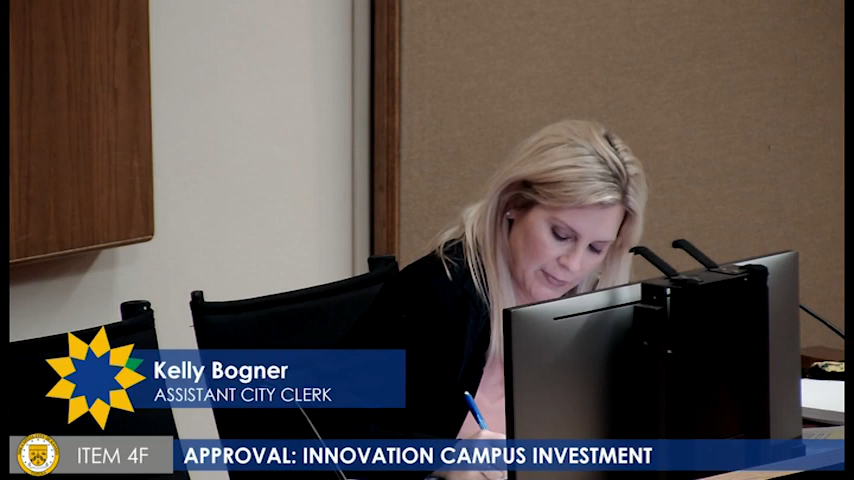 Kelly Bogner
ASSISTANT CITY CLERK
ITEM 4F
APPROVAL: INNOVATION CAMPUS INVESTMENT